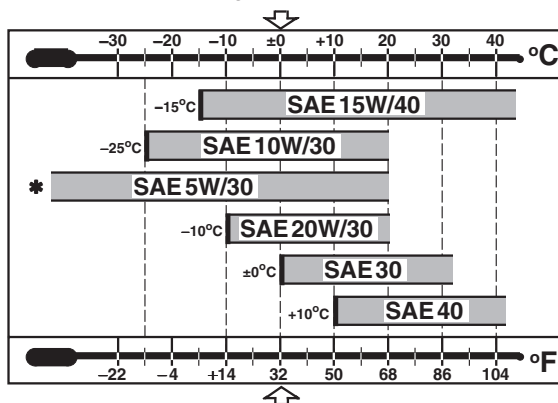 –30 –20 –10 ±0 +10 20 30 40 °C
–15°C SAE 15W/40
–25°C SAE 10W/30
* SAE 5W/30
–10°C SAE 20W/30
±0°C SAE 30
+10°C SAE 40
–22 –4 +14 32 50 68 86 104 °F